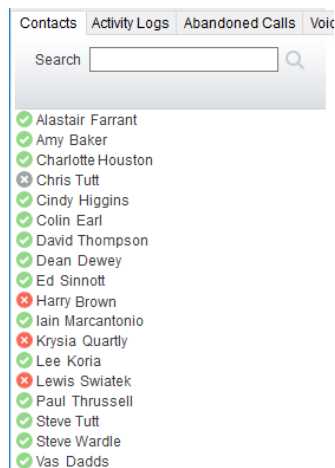 Contacts Activity Logs Abandoned Calls Voic
Search
Alastair Farrant
Amy Baker
Charlotte Houston
Chris Tutt
Cindy Higgins
Colin Earl
David Thompson
Dean Dewey
Ed Sinnott
Harry Brown
Iain Marcantonio
Krysia Quartly
Lee Koria
Lewis Swiatek
Paul Thrussell
Steve Tutt
Steve Wardle
Vas Dadds